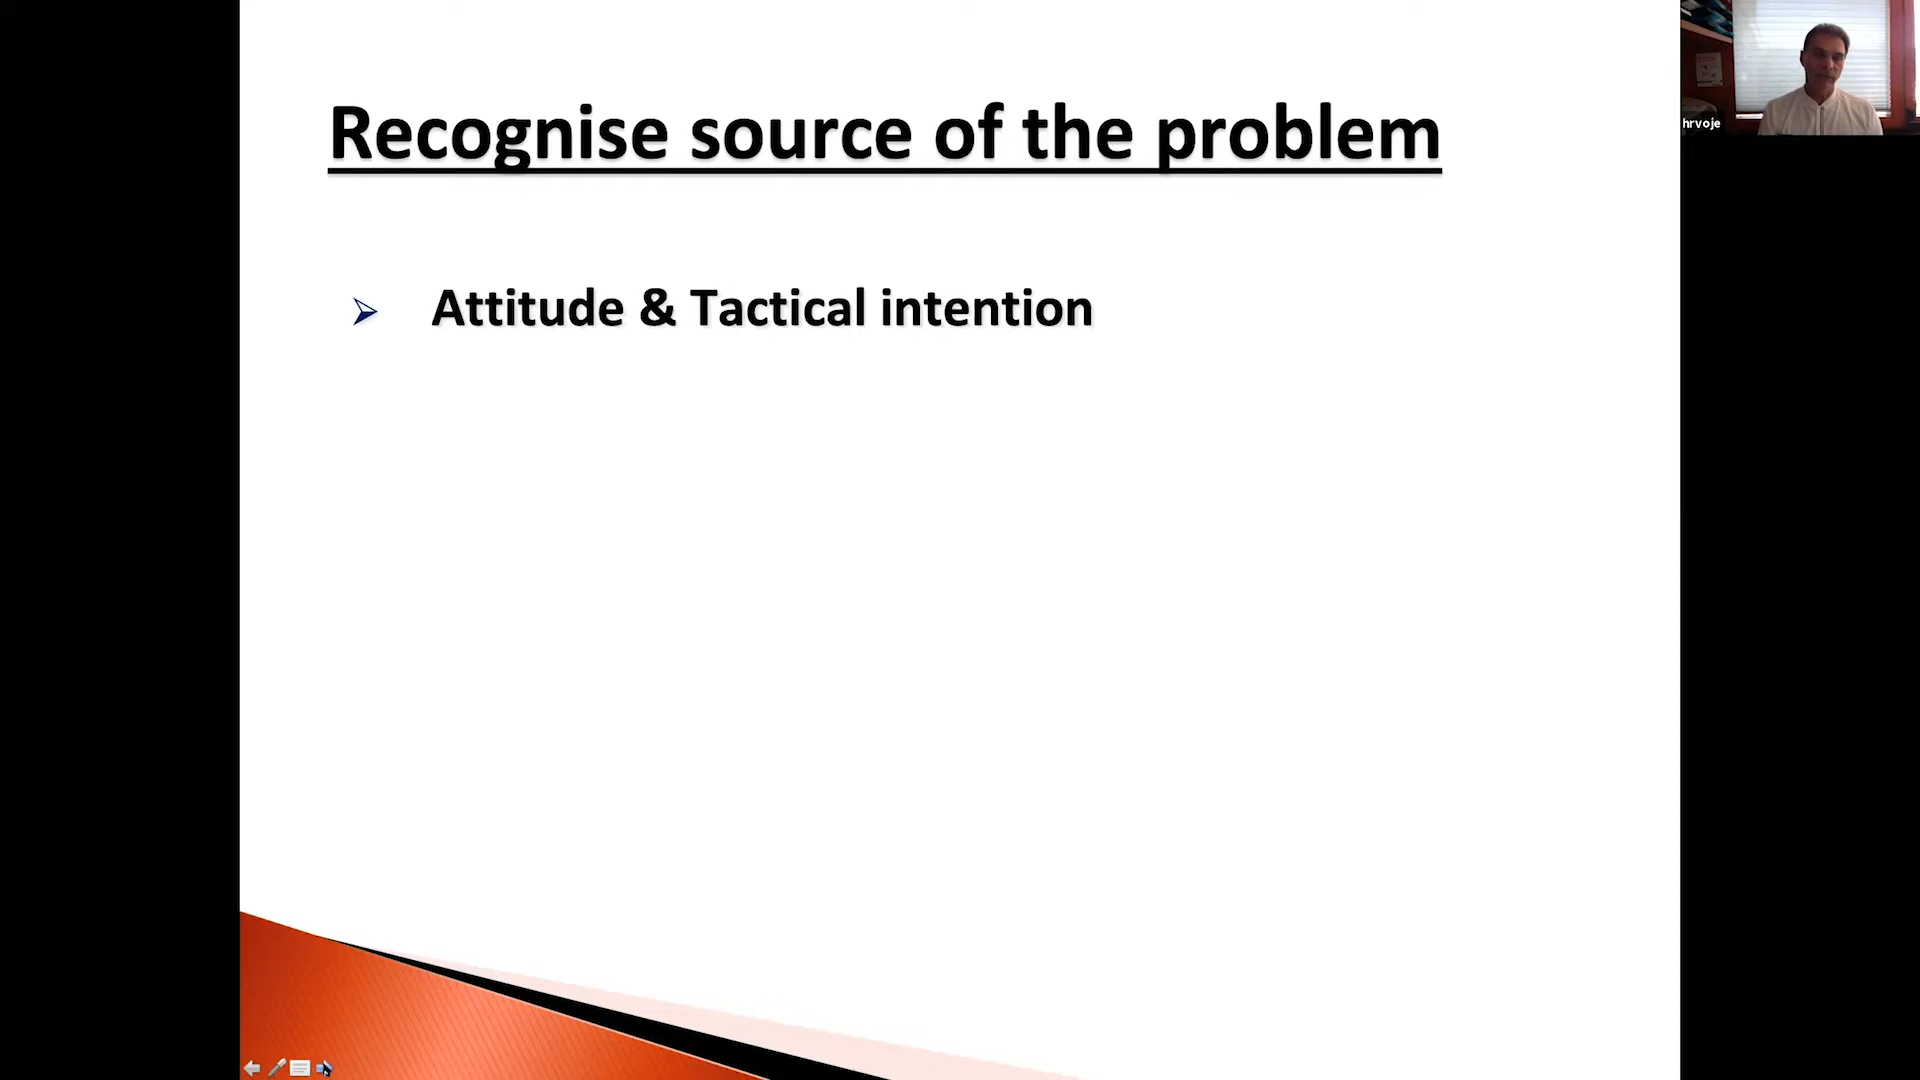 Recognise source of the problem
Attitude & Tactical intention
hrvoje